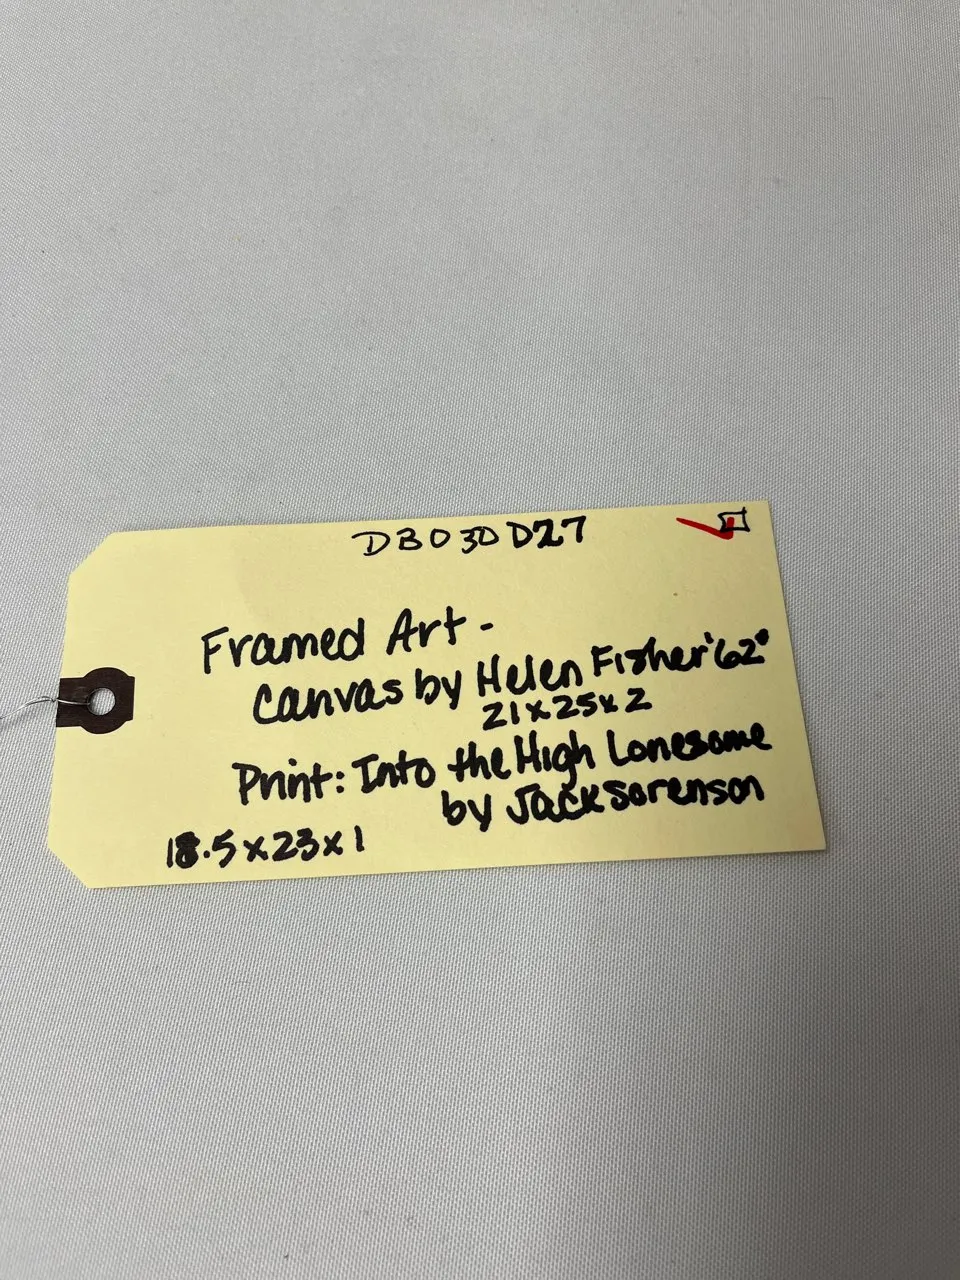 DB030D27
Framed Art -
Canvas by Helen Fisher '62"
21x25x2
Print: Into the High Lonesome
by Jack Sorenson
18.5x23x1